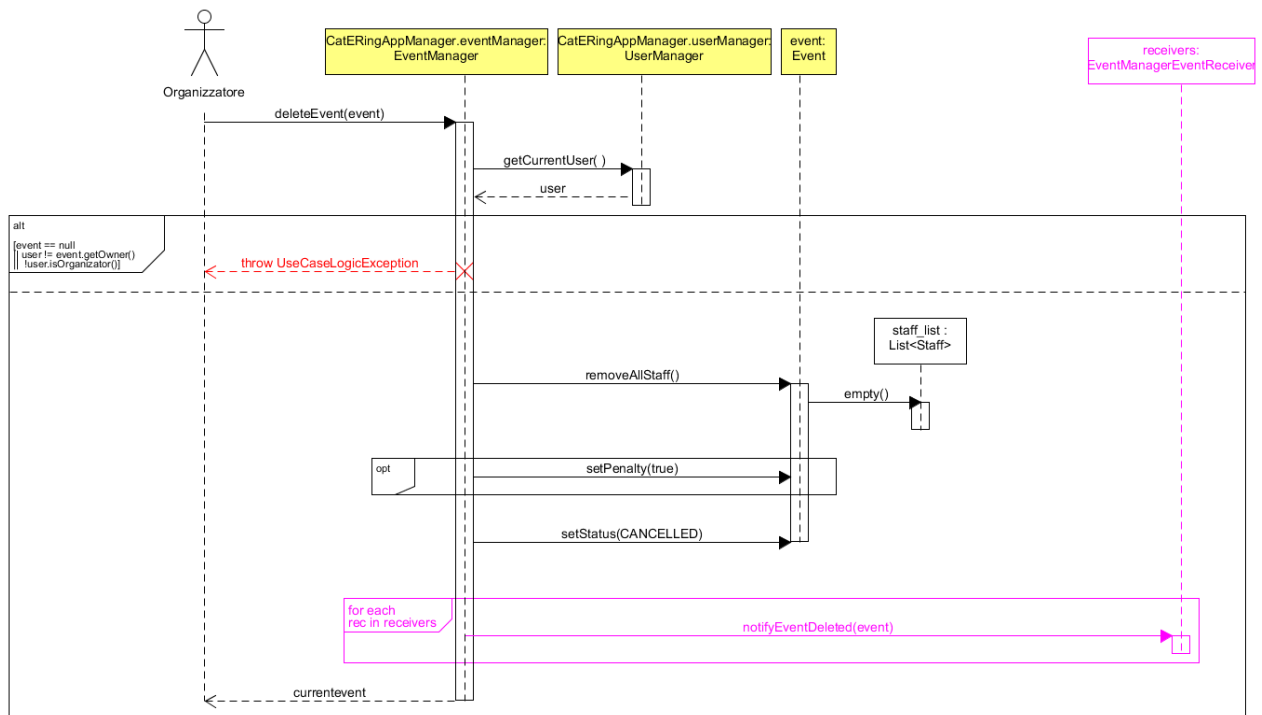 CatERingAppManager.eventManager:
EventManager
CatERingAppManager.userManager:
UserManager
event:
Event
receivers:
EventManagerEventReceiver
Organizzatore
deleteEvent(event)
getCurrentUser( )
user
alt
[event == null
|| user != event.getOwner()
|| !user.isOrganizator()]
throw UseCaseLogicException
staff_list :
List<Staff>
removeAllStaff()
empty()
opt
setPenalty(true)
setStatus(CANCELLED)
for each
rec in receivers
notifyEventDeleted(event)
currentevent